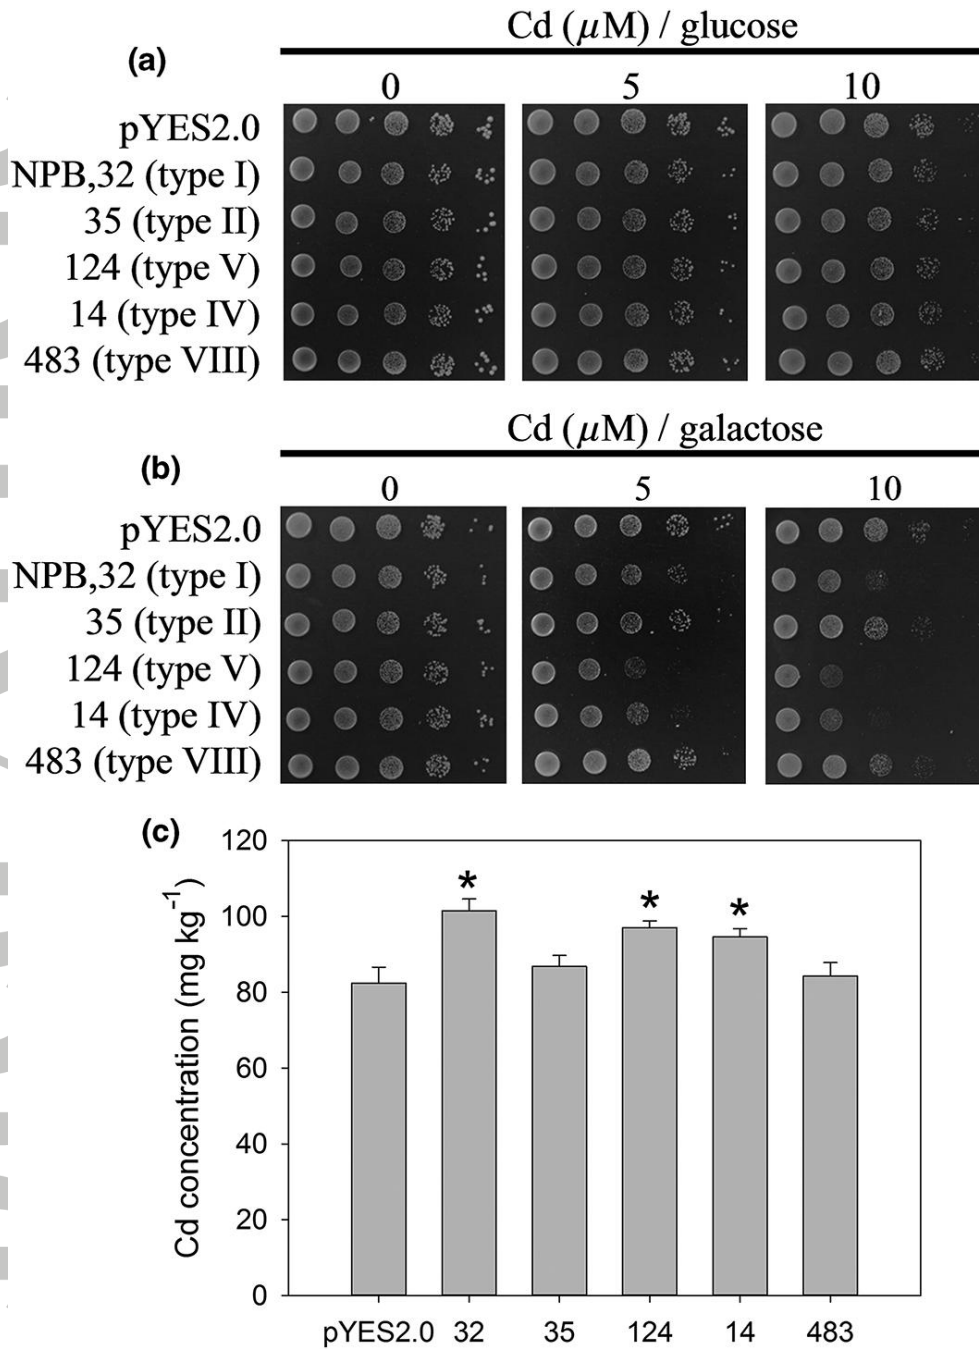 Cd (μM) / glucose
(a)
0 5 10
pYES2.0
NPB,32 (type I)
35 (type II)
124 (type V)
14 (type IV)
483 (type VIII)
Cd (μM) / galactose
(b)
0 5 10
pYES2.0
NPB,32 (type I)
35 (type II)
124 (type V)
14 (type IV)
483 (type VIII)
(c)
120
100
80
60
40
20
0
Cd concentration (mg kg⁻¹)
* * *
pYES2.0 32 35 124 14 483